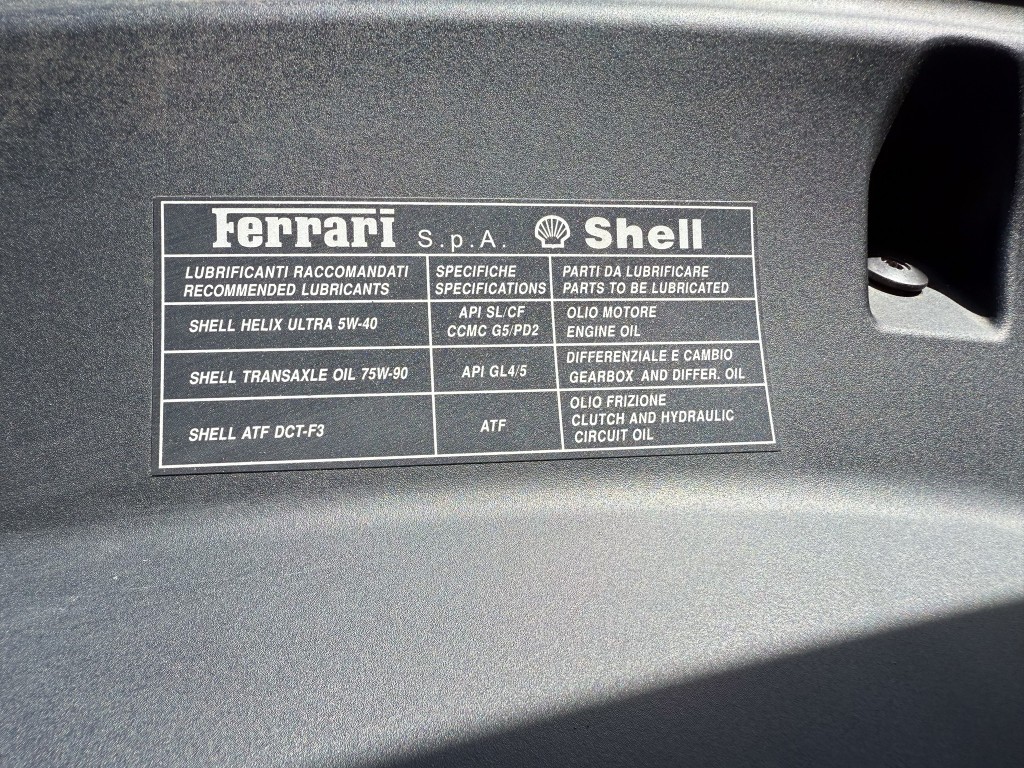 Ferrari S.p.A. Shell
LUBRIFICANTI RACCOMANDATI
RECOMMENDED LUBRICANTS
SPECIFICHE
SPECIFICATIONS
PARTI DA LUBRIFICARE
PARTS TO BE LUBRICATED
SHELL HELIX ULTRA 5W-40
API SL/CF
CCMC G5/PD2
OLIO MOTORE
ENGINE OIL
SHELL TRANSAXLE OIL 75W-90
API GL4/5
DIFFERENZIALE E CAMBIO
GEARBOX AND DIFFER. OIL
SHELL ATF DCT-F3
ATF
OLIO FRIZIONE
CLUTCH AND HYDRAULIC
CIRCUIT OIL